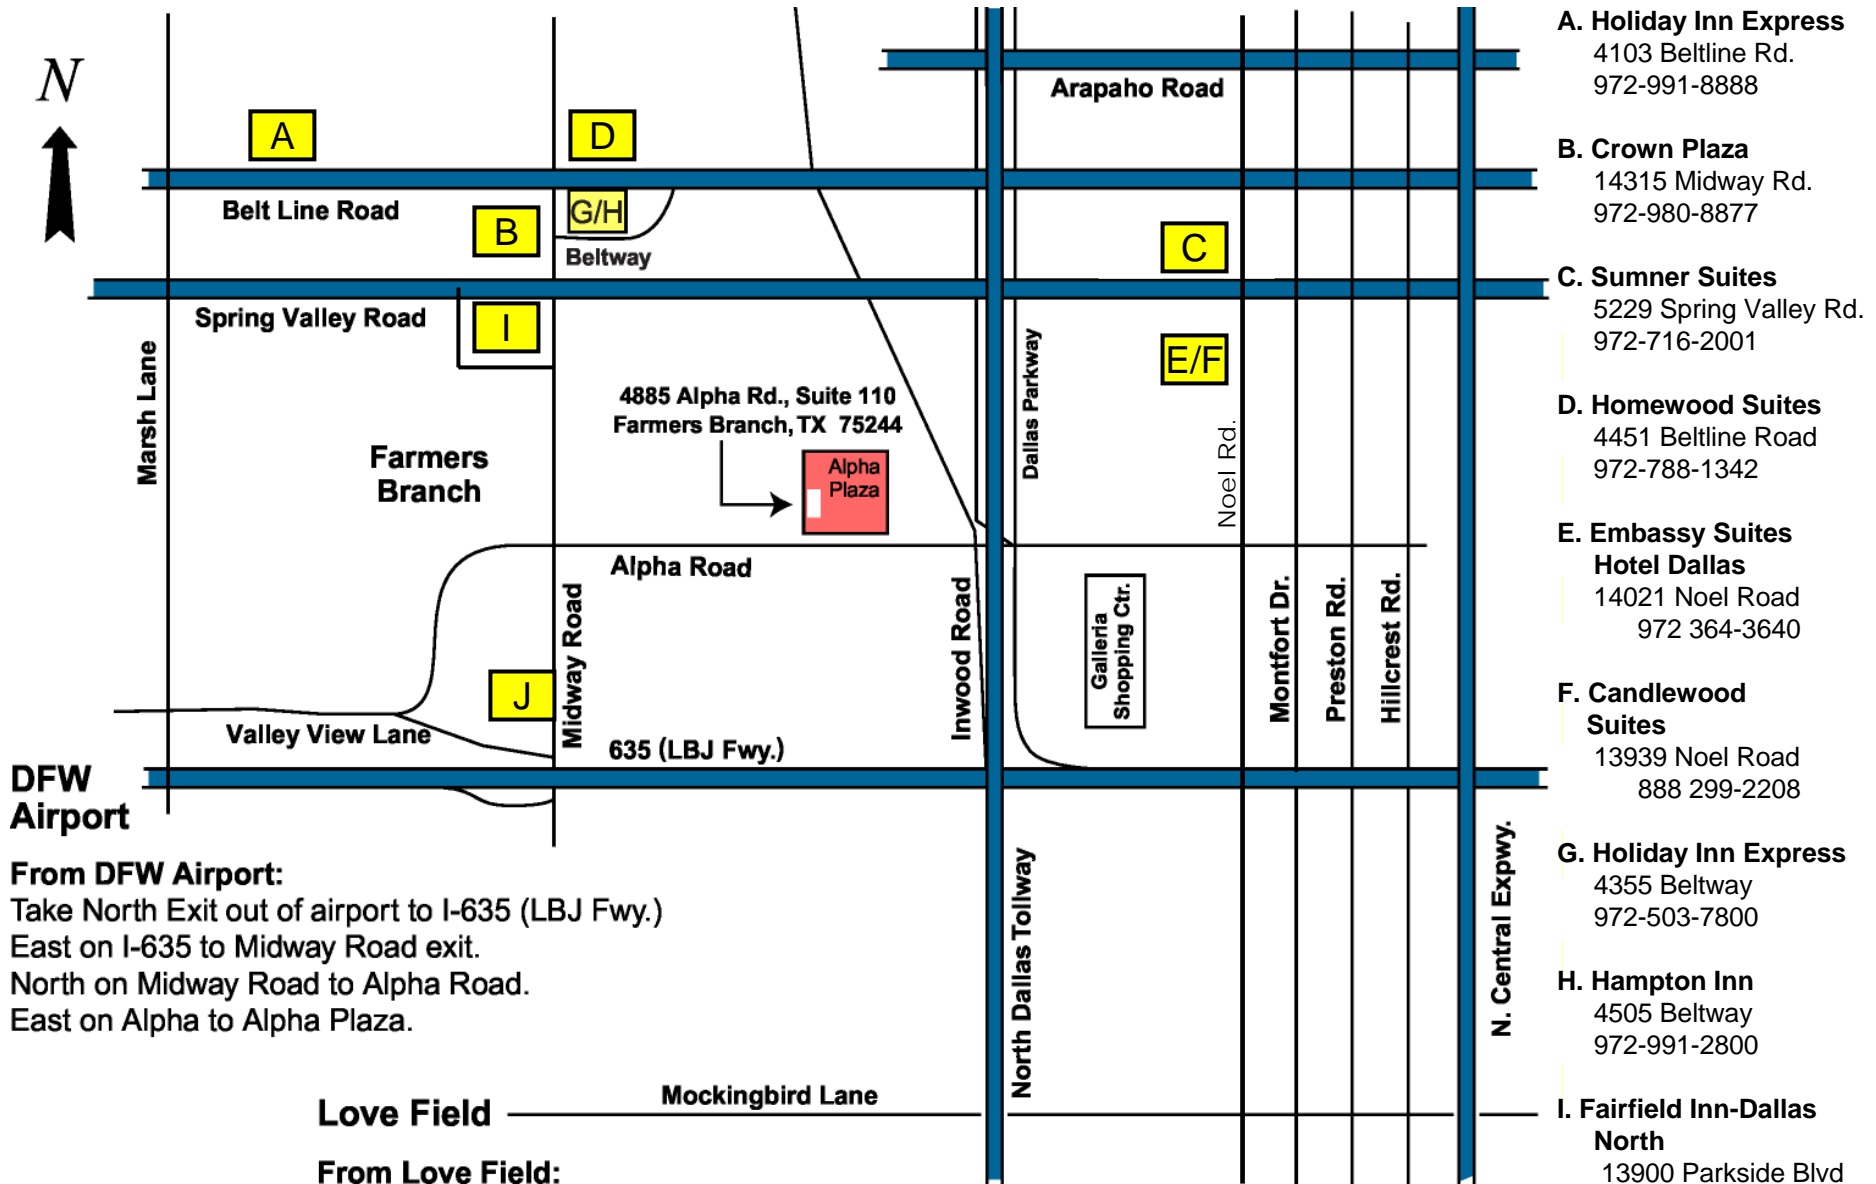 N
A
D
G/H
B
C
I
E/F
J
Arapaho Road
Belt Line Road
Beltway
Spring Valley Road
Marsh Lane
4885 Alpha Rd., Suite 110
Farmers Branch, TX 75244
Alpha
Plaza
Farmers
Branch
Dallas Parkway
Noel Rd.
Alpha Road
Midway Road
Inwood Road
Galleria
Shopping Ctr.
Montfort Dr.
Preston Rd.
Hillcrest Rd.
Valley View Lane
635 (LBJ Fwy.)
DFW
Airport
North Dallas Tollway
N. Central Expwy.
From DFW Airport:
Take North Exit out of airport to I-635 (LBJ Fwy.)
East on I-635 to Midway Road exit.
North on Midway Road to Alpha Road.
East on Alpha to Alpha Plaza.
Mockingbird Lane
Love Field
From Love Field:
A. Holiday Inn Express
4103 Beltline Rd.
972-991-8888
B. Crown Plaza
14315 Midway Rd.
972-980-8877
C. Sumner Suites
5229 Spring Valley Rd.
972-716-2001
D. Homewood Suites
4451 Beltline Road
972-788-1342
E. Embassy Suites
Hotel Dallas
14021 Noel Road
972 364-3640
F. Candlewood
Suites
13939 Noel Road
888 299-2208
G. Holiday Inn Express
4355 Beltway
972-503-7800
H. Hampton Inn
4505 Beltway
972-991-2800
I. Fairfield Inn-Dallas
North
13900 Parkside Blvd